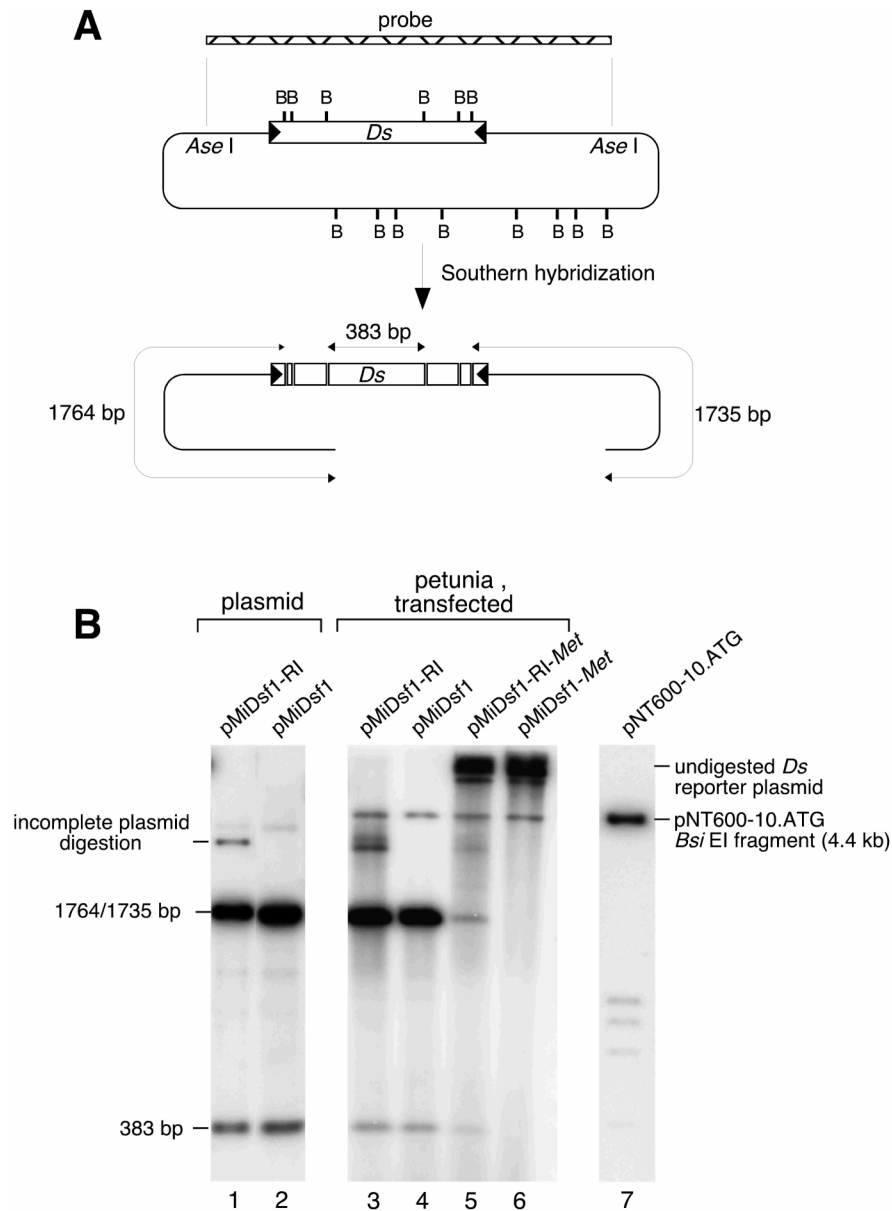 A
probe
BB B B BB
Ds
Ase I Ase I
B B B B B B B B
Southern hybridization
383 bp
Ds
1764 bp 1735 bp
B
plasmid
petunia ,
transfected
pMiDsf1-RI
pMiDsf1
pMiDsf1-RI
pMiDsf1
pMiDsf1-RI-Met
pMiDsf1-Met
pNT600-10.ATG
undigested Ds
reporter plasmid
pNT600-10.ATG
Bsi EI fragment (4.4 kb)
incomplete plasmid
digestion
1764/1735 bp
383 bp
1 2 3 4 5 6 7